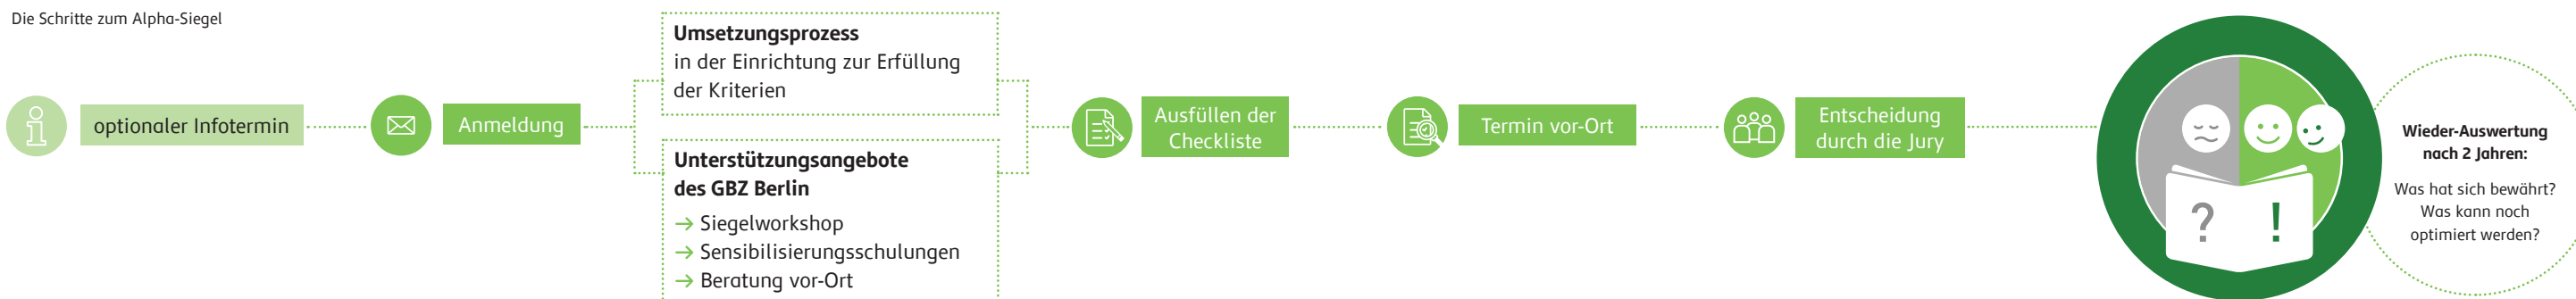 Die Schritte zum Alpha-Siegel
optionaler Infotermin
Anmeldung
Umsetzungsprozess
in der Einrichtung zur Erfüllung
der Kriterien
Unterstützungsangebote
des GBZ Berlin
→ Siegelworkshop
→ Sensibilisierungsschulungen
→ Beratung vor-Ort
Ausfüllen der
Checkliste
Termin vor-Ort
Entscheidung
durch die Jury
? !
Wieder-Auswertung
nach 2 Jahren:
Was hat sich bewährt?
Was kann noch
optimiert werden?